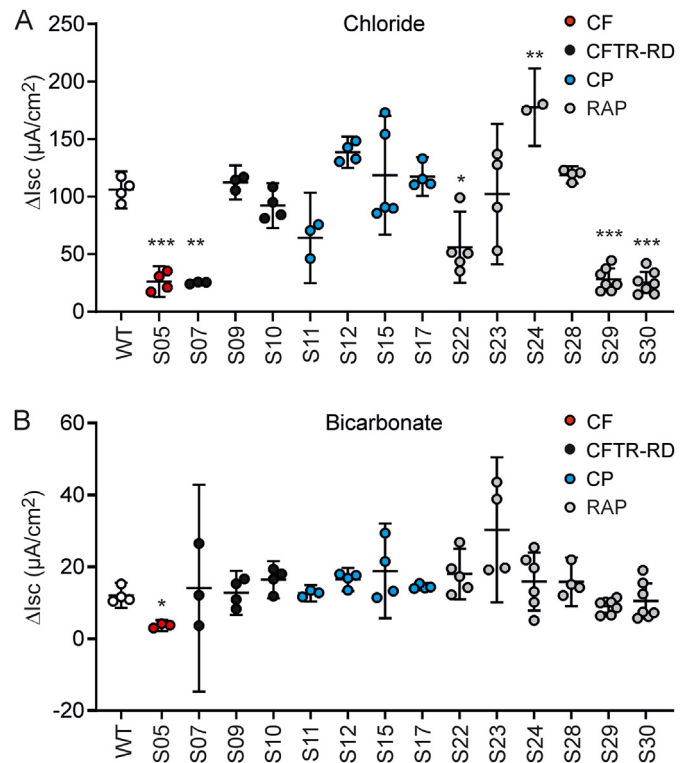 A
Chloride
ΔIsc (µA/cm2)
250
200
150
100
50
0
CF
CFTR-RD
CP
RAP
*** ** * ** *** ***
WT S05 S07 S09 S10 S11 S12 S15 S17 S22 S23 S24 S28 S29 S30
B
Bicarbonate
ΔIsc (µA/cm2)
60
40
20
0
-20
CF
CFTR-RD
CP
RAP
*
WT S05 S07 S09 S10 S11 S12 S15 S17 S22 S23 S24 S28 S29 S30